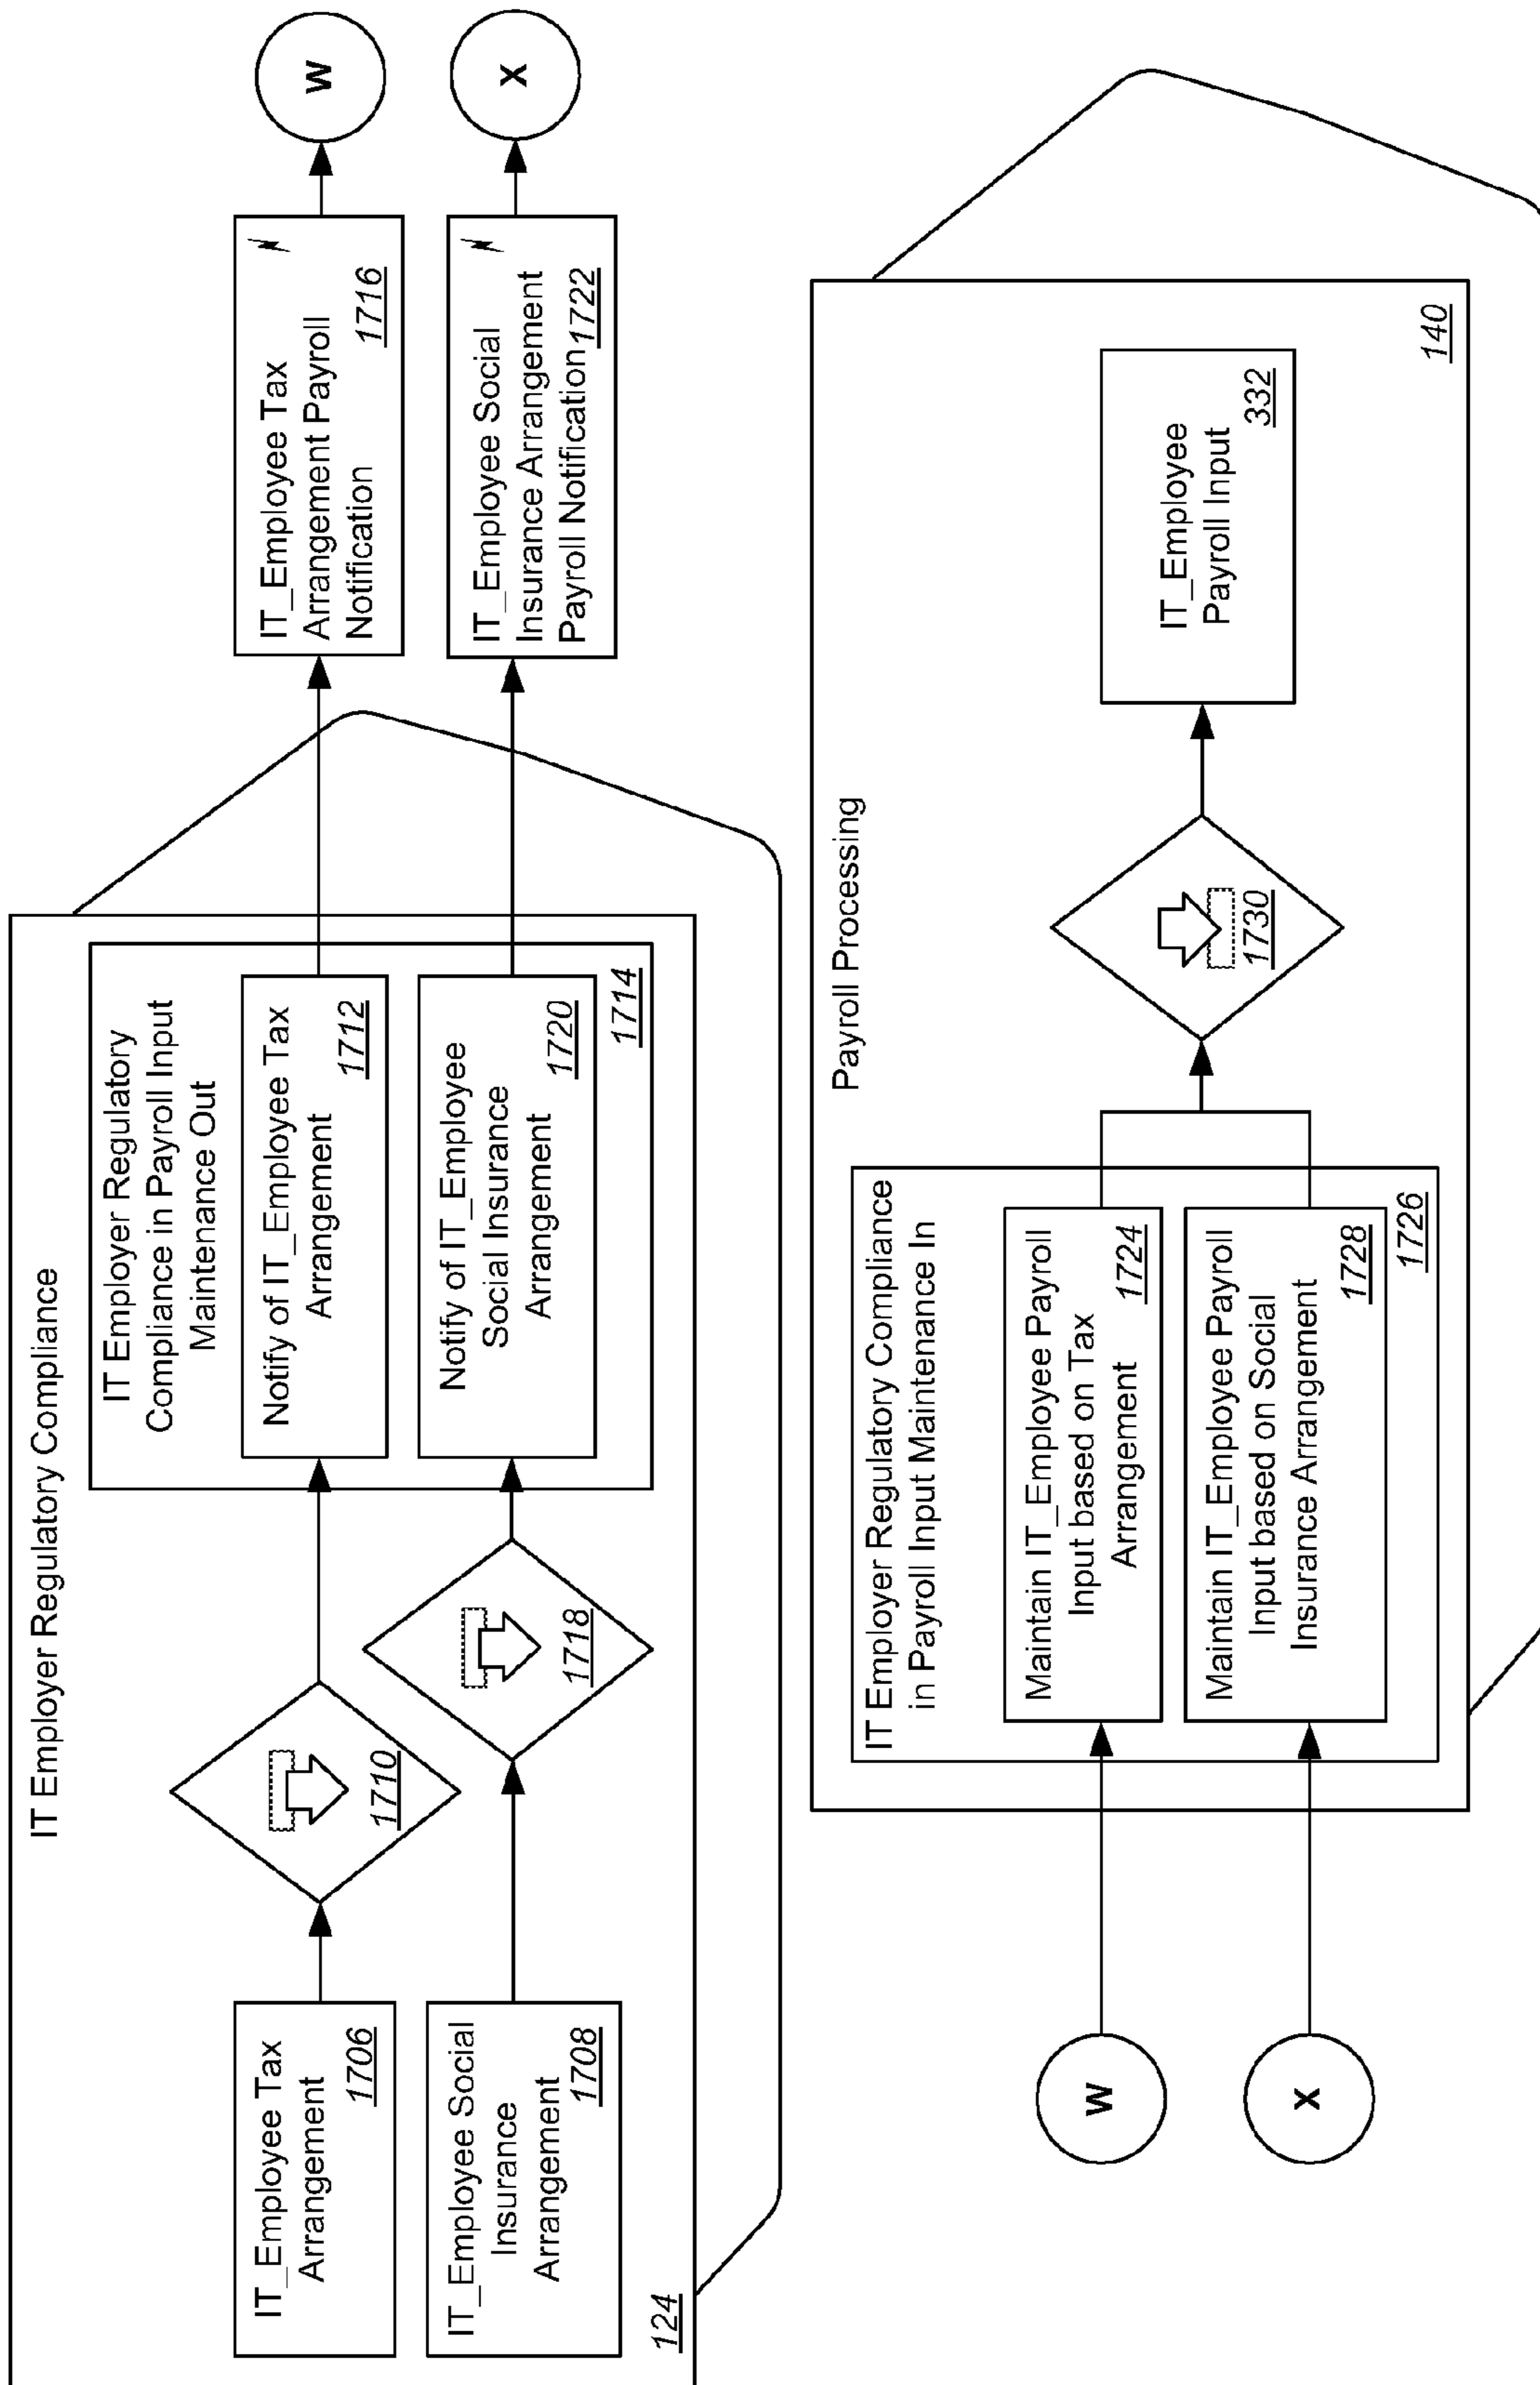 IT Employer Regulatory Compliance
IT_Employee Tax
Arrangement
1706
IT_Employee Social
Insurance
Arrangement
1708
124
1710
1718
IT Employer Regulatory
Compliance in Payroll Input
Maintenance Out
Notify of IT_Employee Tax
Arrangement
1712
Notify of IT_Employee
Social Insurance
Arrangement
1720
1714
IT_Employee Tax
Arrangement Payroll
Notification
1716
IT_Employee Social
Insurance Arrangement
Payroll Notification 1722
W
X
Payroll Processing
W
X
IT Employer Regulatory Compliance
in Payroll Input Maintenance In
Maintain IT_Employee Payroll
Input based on Tax
Arrangement
1724
Maintain IT_Employee Payroll
Input based on Social
Insurance Arrangement
1728
1726
1730
IT_Employee
Payroll Input
332
140